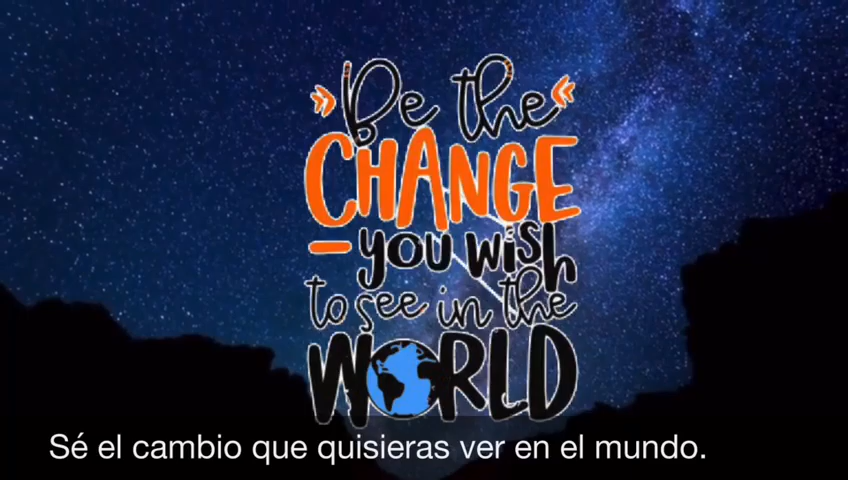 Be the
CHANGE
you wish
to see in the
WORLD
Sé el cambio que quisieras ver en el mundo.